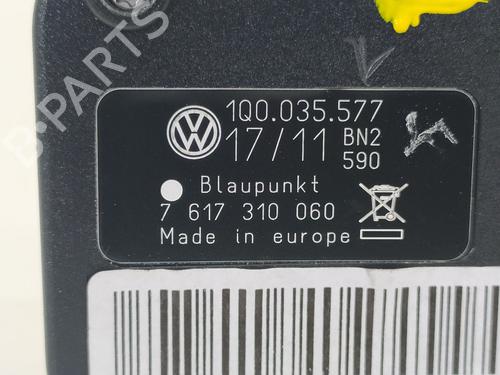 B-PARTS
1Q0.035.577
17/11 BN2
590
Blaupunkt
7 617 310 060
Made in europe